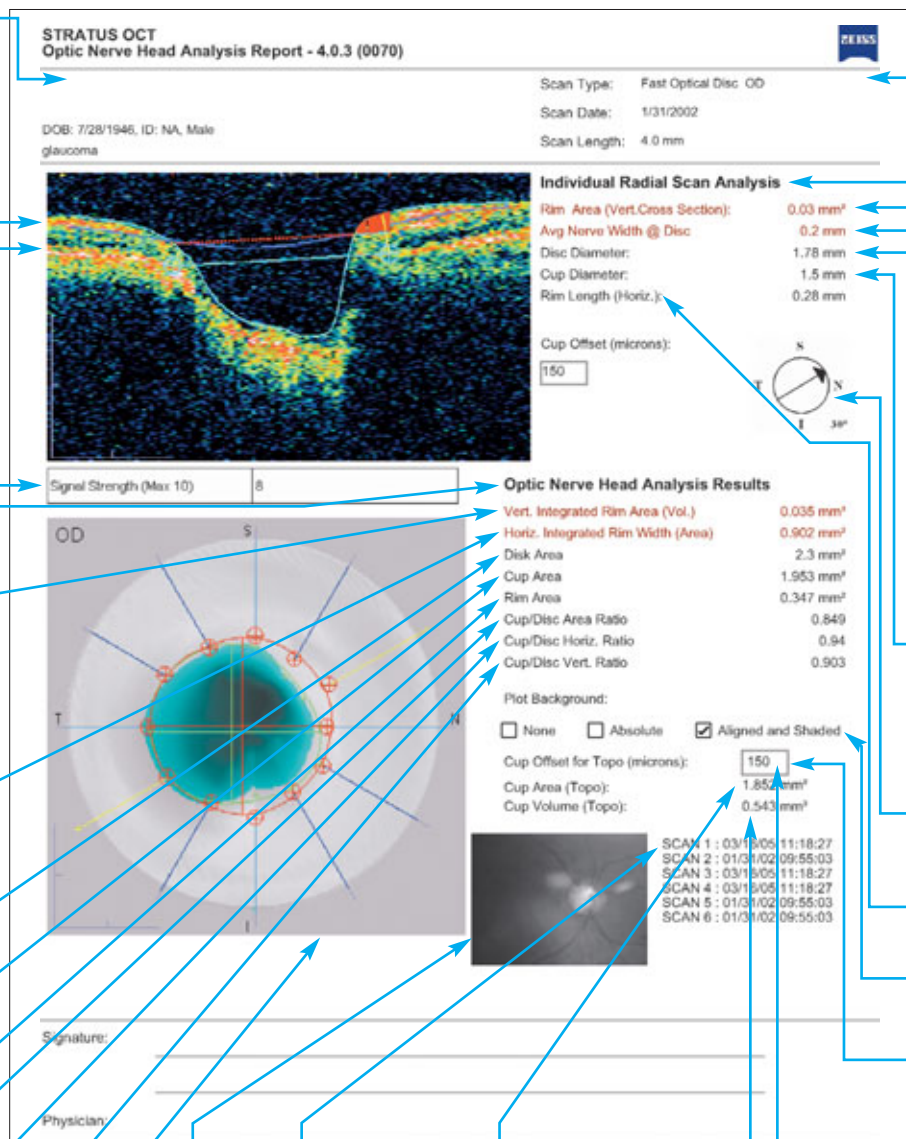 STRATUS OCT
Optic Nerve Head Analysis Report - 4.0.3 (0070)
ZEISS
Scan Type: Fast Optical Disc OD
Scan Date: 1/31/2002
DOB: 7/28/1946, ID: NA, Male
Scan Length: 4.0 mm
glaucoma
Individual Radial Scan Analysis
Rim Area (Vert.Cross Section): 0.03 mm²
Avg Nerve Width @ Disc 0.2 mm
Disc Diameter: 1.78 mm
Cup Diameter: 1.5 mm
Rim Length (Horiz.): 0.28 mm
Cup Offset (microns):
150
S
T N
I 30°
Signal Strength (Max 10) 8
Optic Nerve Head Analysis Results
Vert. Integrated Rim Area (Vol.) 0.035 mm³
Horiz. Integrated Rim Width (Area) 0.902 mm²
Disk Area 2.3 mm²
Cup Area 1.953 mm²
Rim Area 0.347 mm²
Cup/Disc Area Ratio 0.849
Cup/Disc Horiz. Ratio 0.94
Cup/Disc Vert. Ratio 0.903
OD
S
T N
I
Plot Background:
None Absolute Aligned and Shaded
Cup Offset for Topo (microns): 150
Cup Area (Topo): 1.852 mm²
Cup Volume (Topo): 0.543 mm³
SCAN 1 : 03/16/05 11:18:27
SCAN 2 : 01/31/02 09:55:03
SCAN 3 : 03/16/05 11:18:27
SCAN 4 : 03/16/05 11:18:27
SCAN 5 : 01/31/02 09:55:03
SCAN 6 : 01/31/02 09:55:03
Signature:
Physician: